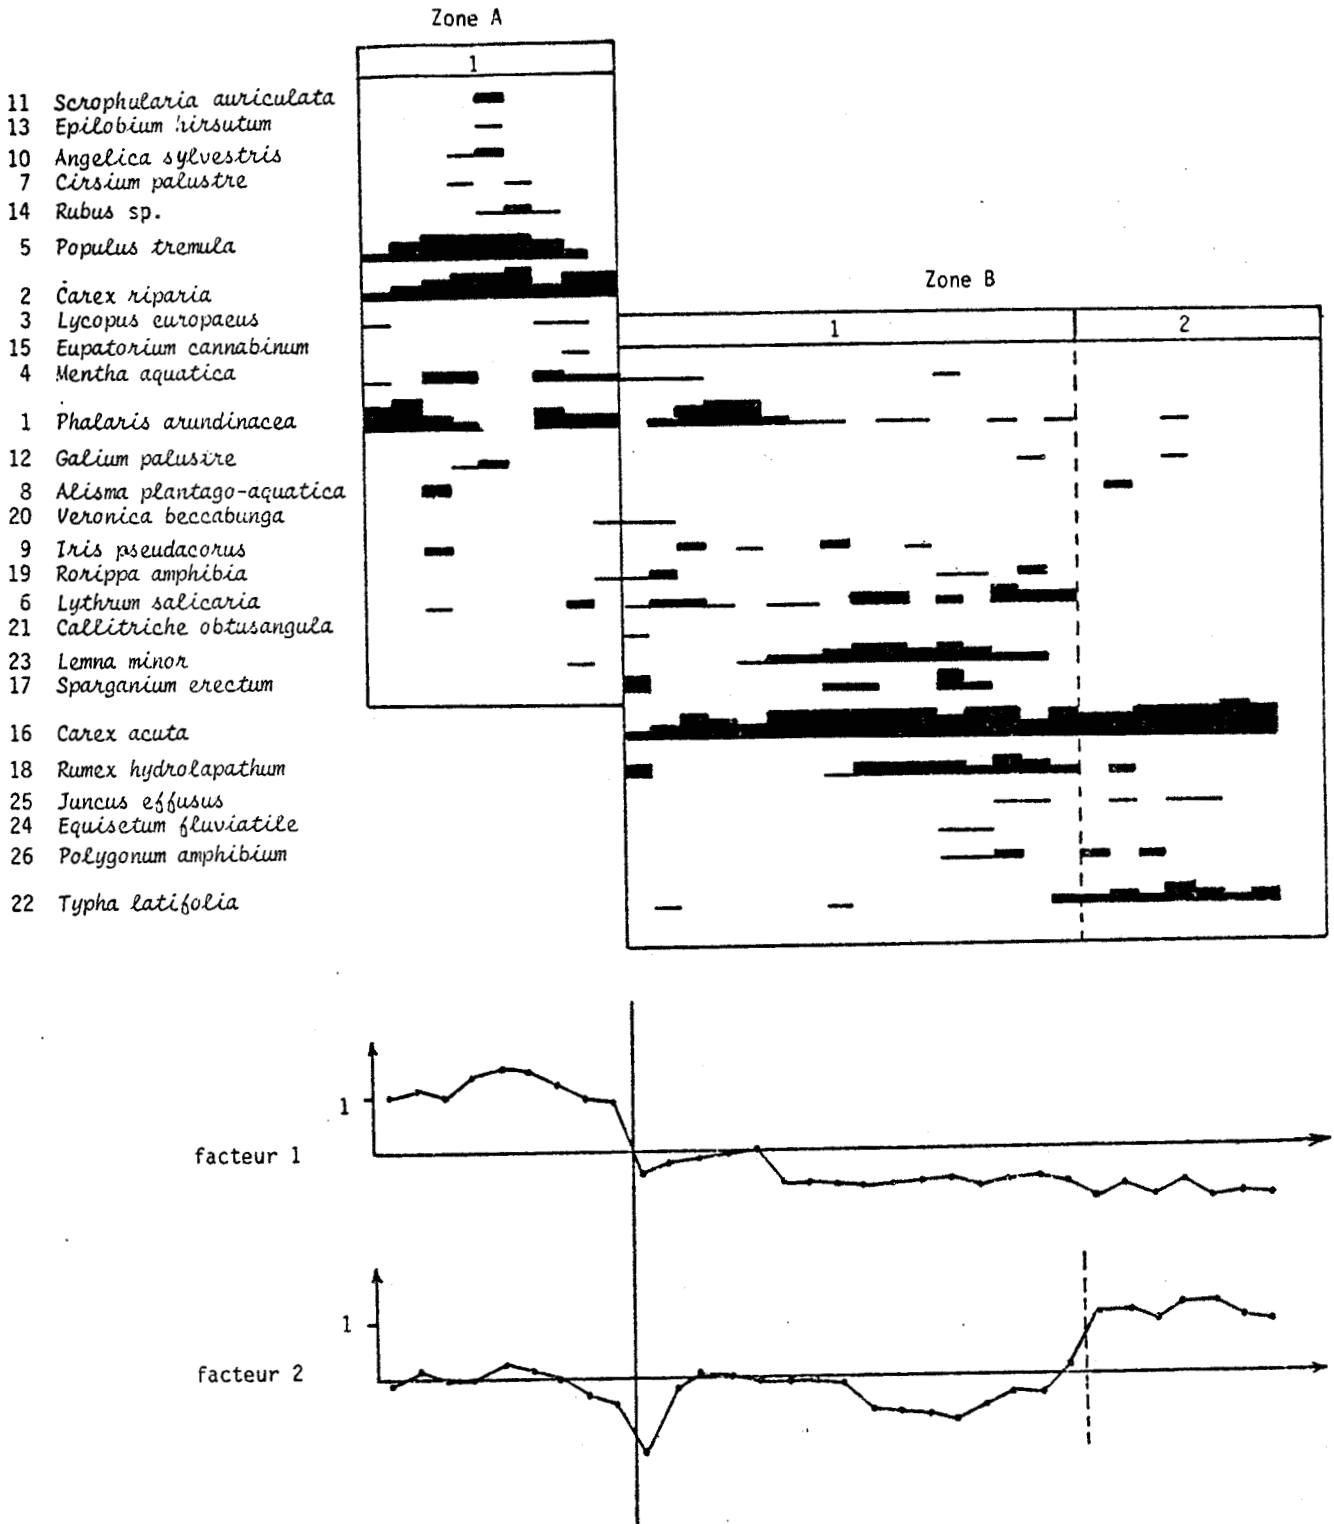 Zone A
1
11 Scrophularia auriculata
13 Epilobium hirsutum
10 Angelica sylvestris
7 Cirsium palustre
14 Rubus sp.
5 Populus tremula
Zone B
2 Carex riparia
3 Lycopus europaeus
1 2
15 Eupatorium cannabinum
4 Mentha aquatica
1 Phalaris arundinacea
12 Galium palustre
8 Alisma plantago-aquatica
20 Veronica beccabunga
9 Iris pseudacorus
19 Rorippa amphibia
6 Lythrum salicaria
21 Callitriche obtusangula
23 Lemna minor
17 Sparganium erectum
16 Carex acuta
18 Rumex hydrolapathum
25 Juncus effusus
24 Equisetum fluviatile
26 Polygonum amphibium
22 Typha latifolia
1
facteur 1
1
facteur 2